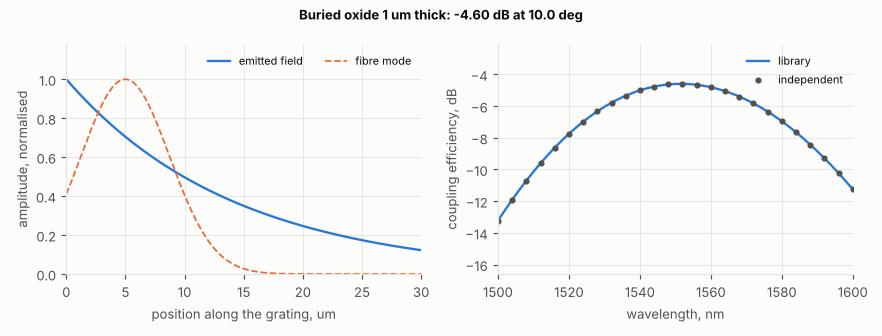 Buried oxide 1 um thick: -4.60 dB at 10.0 deg
emitted field
fibre mode
amplitude, normalised
1.0
0.8
0.6
0.4
0.2
0.0
0
5
10
15
20
25
30
position along the grating, um
library
independent
coupling efficiency, dB
−4
−6
−8
−10
−12
−14
−16
1500
1520
1540
1560
1580
1600
wavelength, nm